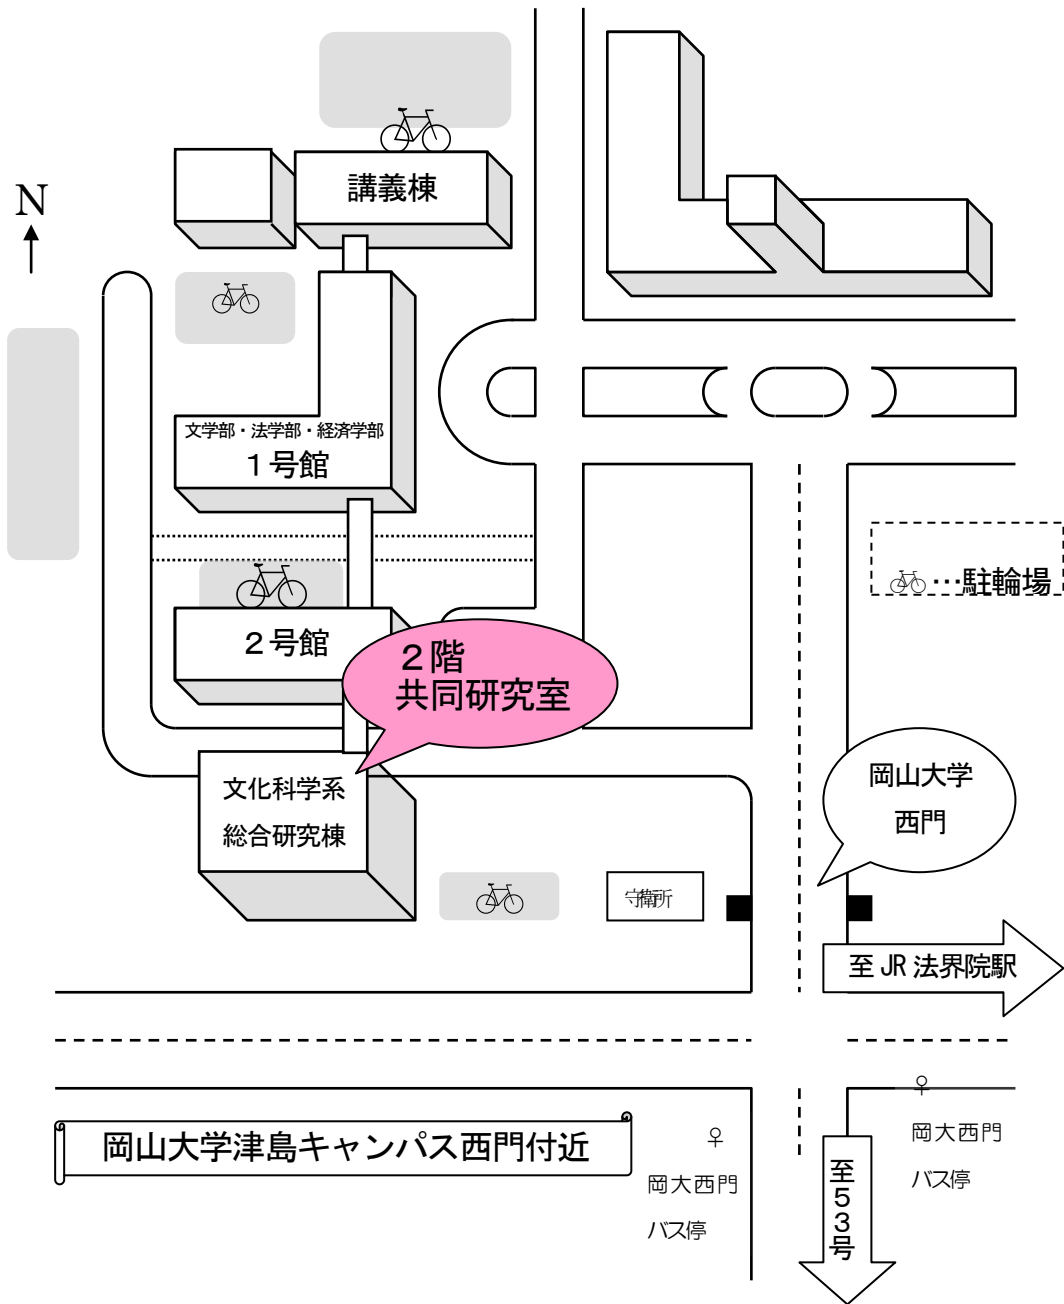 講義棟
N
文学部・法学部・経済学部
１号館
…駐輪場
２号館
２階
共同研究室
岡山大学
西門
文化科学系
総合研究棟
守衛所
至 JR 法界院駅
岡山大学津島キャンパス西門付近
岡大西門
バス停
岡大西門
バス停
至５３号